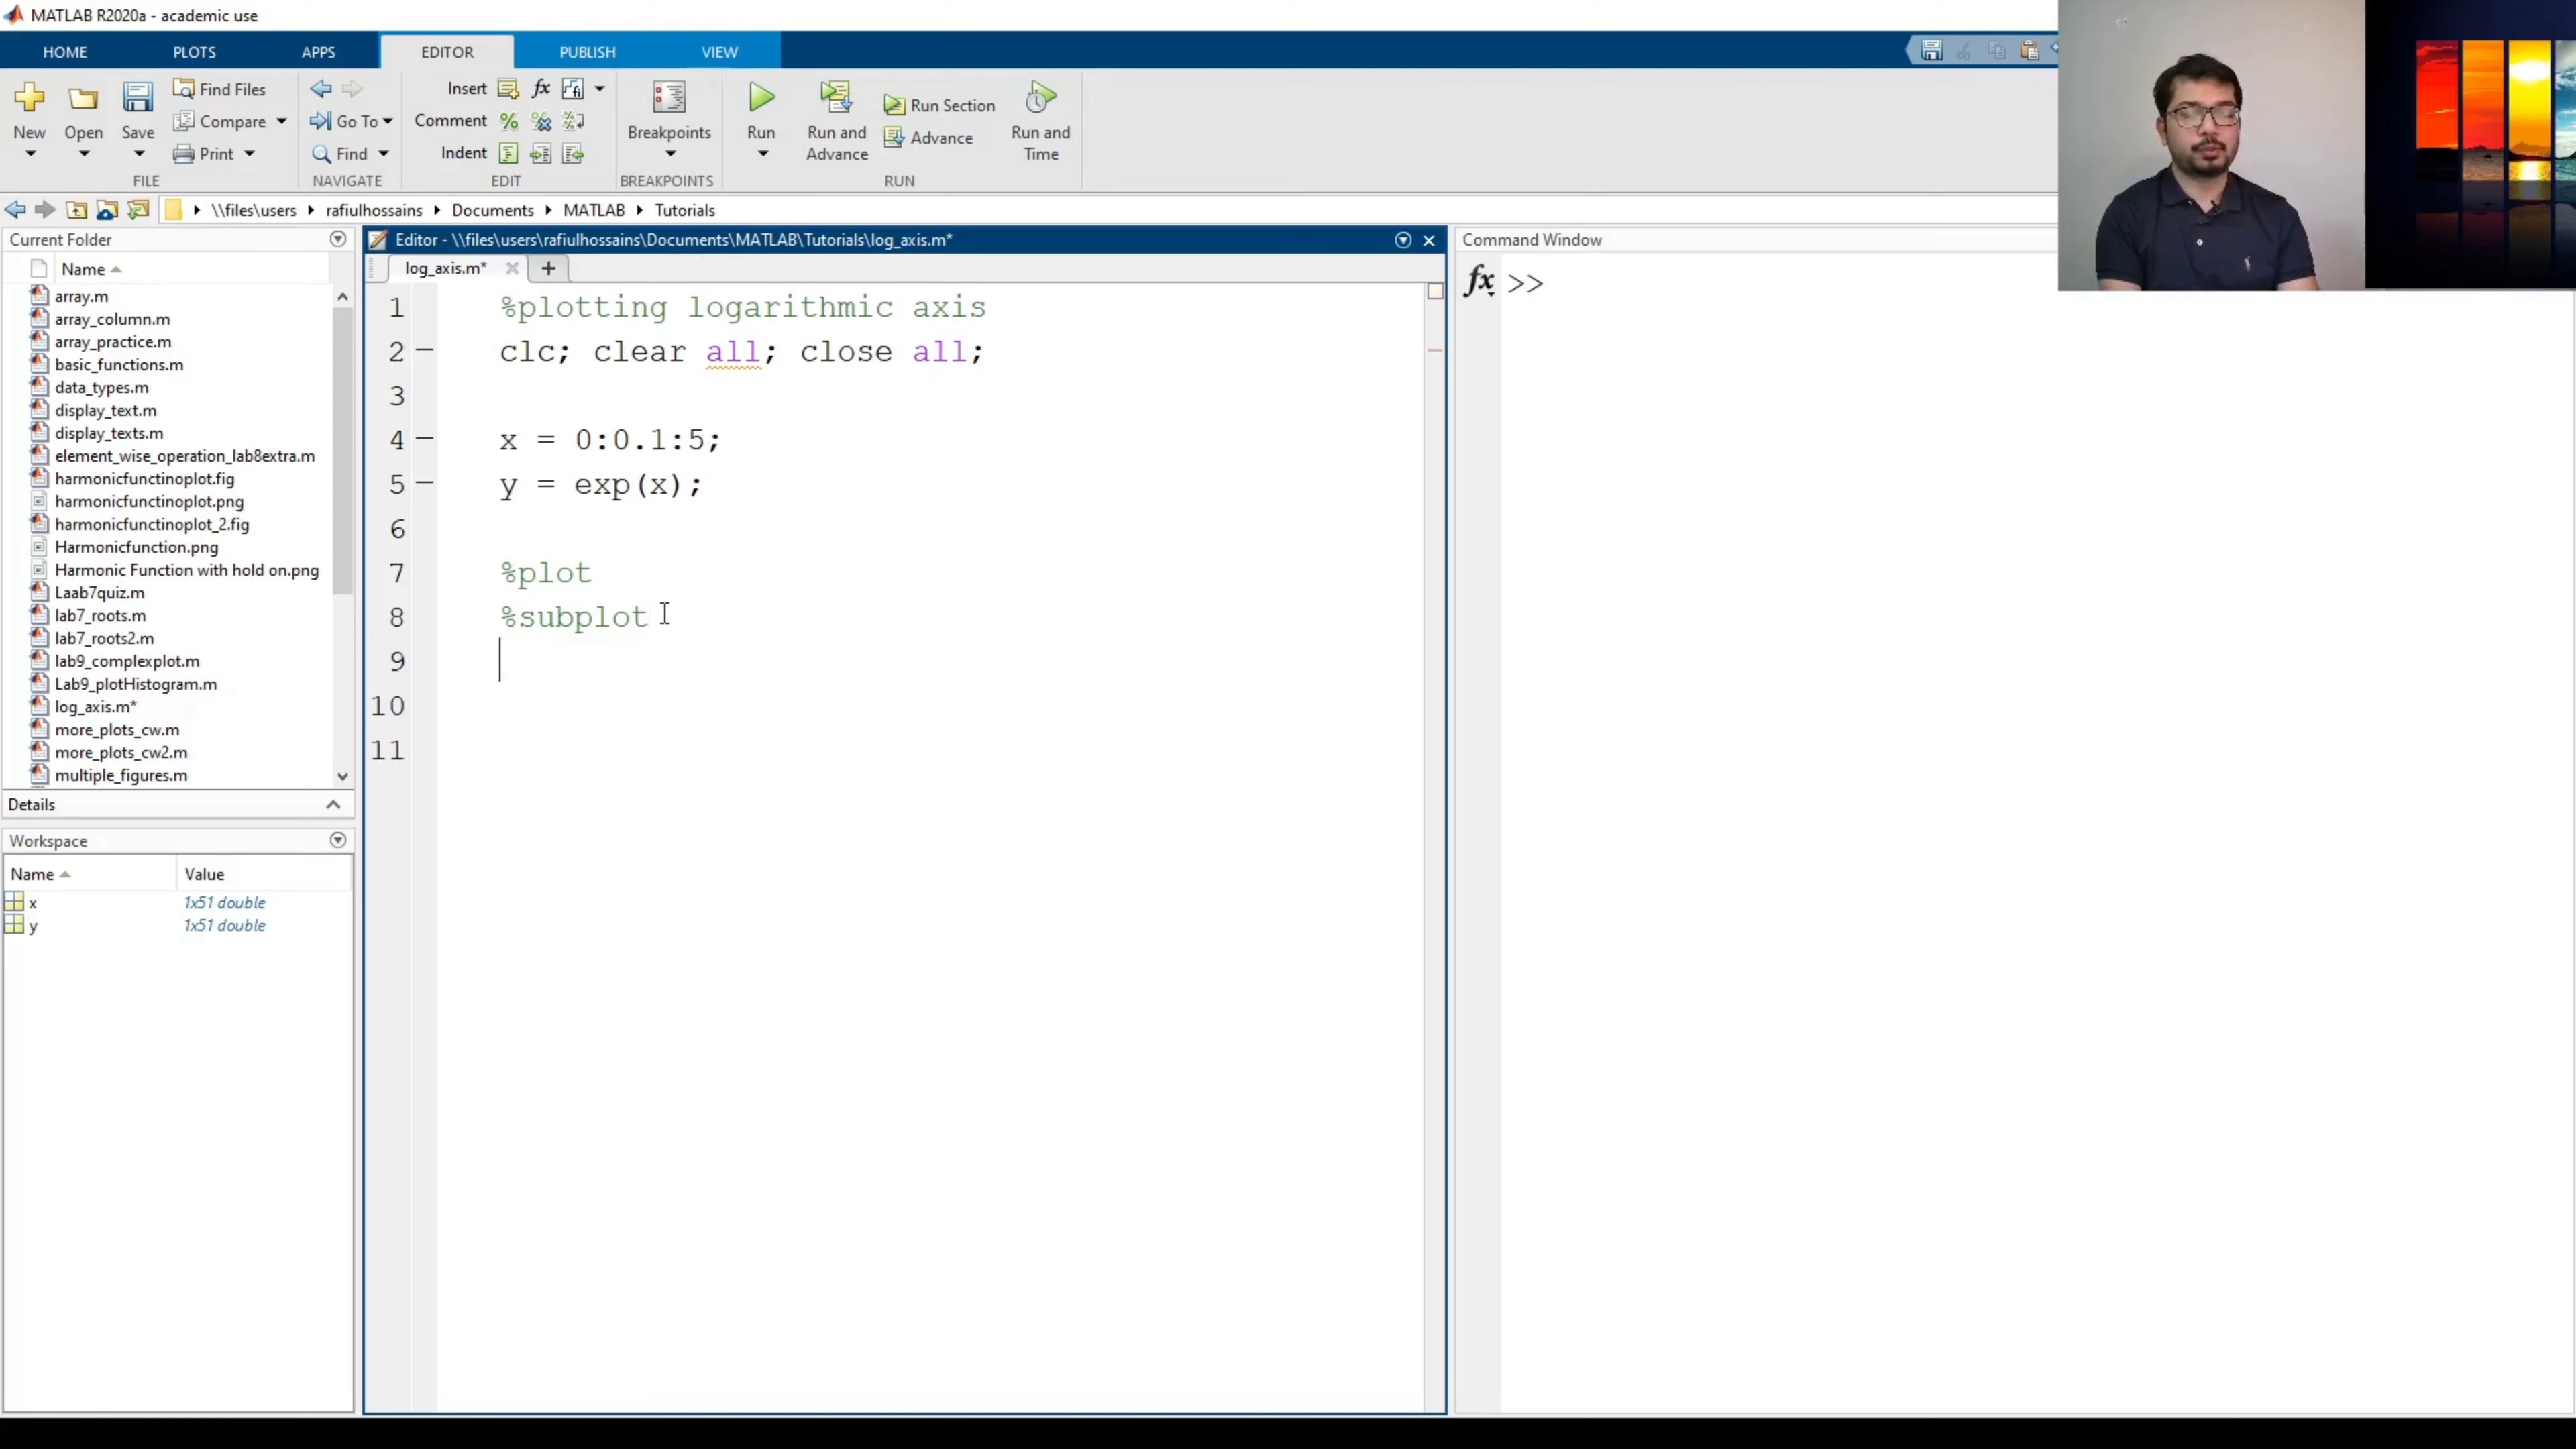 MATLAB R2020a - academic use
HOME PLOTS APPS EDITOR PUBLISH VIEW
New
Open
Save
Find Files
Compare
Print
FILE
Go To
Find
NAVIGATE
Insert fx
Comment
Indent
EDIT
Breakpoints
BREAKPOINTS
Run
Run and
Advance
Run Section
Advance
Run and
Time
RUN
\\files\users rafiulhossains Documents MATLAB Tutorials
Current Folder
Name
array.m
array_column.m
array_practice.m
basic_functions.m
data_types.m
display_text.m
display_texts.m
element_wise_operation_lab8extra.m
harmonicfunctinoplot.fig
harmonicfunctinoplot.png
harmonicfunctinoplot_2.fig
Harmonicfunction.png
Harmonic Function with hold on.png
Laab7quiz.m
lab7_roots.m
lab7_roots2.m
lab9_complexplot.m
Lab9_plotHistogram.m
log_axis.m*
more_plots_cw.m
more_plots_cw2.m
multiple_figures.m
Details
Workspace
Name Value
x 1x51 double
y 1x51 double
Editor - \\files\users\rafiulhossains\Documents\MATLAB\Tutorials\log_axis.m*
log_axis.m* +
1 %plotting logarithmic axis
2 clc; clear all; close all;
3
4 x = 0:0.1:5;
5 y = exp(x);
6
7 %plot
8 %subplot
9
10
11
Command Window
fx >>